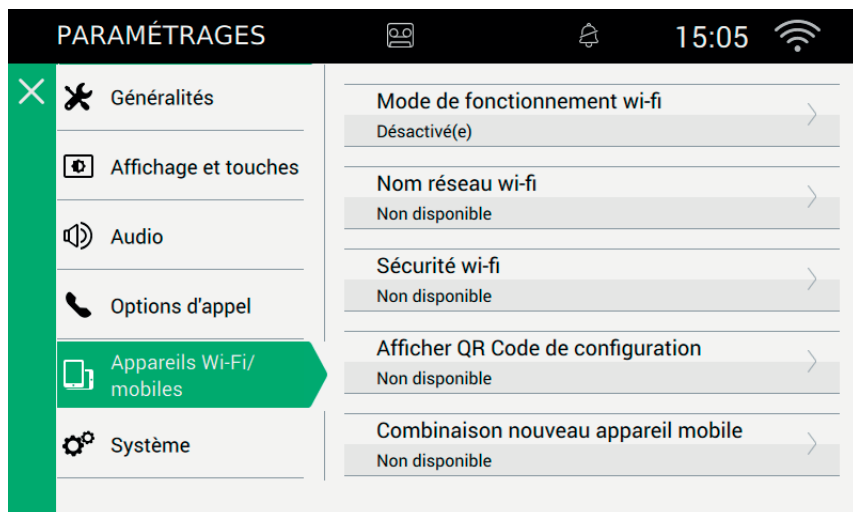 PARAMÉTRAGES
15:05
Généralités
Affichage et touches
Audio
Options d'appel
Appareils Wi-Fi/
mobiles
Système
Mode de fonctionnement wi-fi
Désactivé(e)
Nom réseau wi-fi
Non disponible
Sécurité wi-fi
Non disponible
Afficher QR Code de configuration
Non disponible
Combinaison nouveau appareil mobile
Non disponible